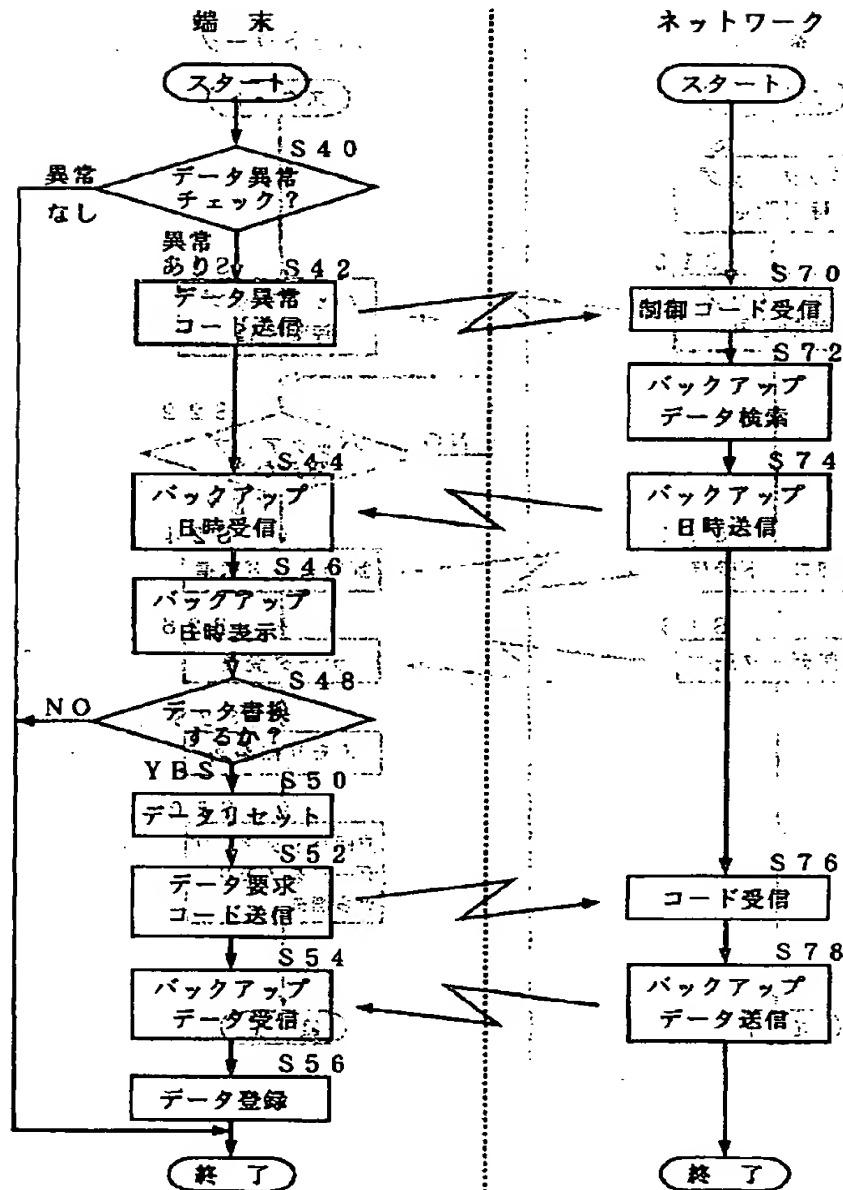 端末
スタート
S40
データ異常
チェック?
異常
なし
異常
あり
S42
データ異常
コード送信
S44
バックアップ
日時受信
S46
バックアップ
日時表示
S48
データ書換
するか?
NO
YES
S50
データリセット
S52
データ要求
コード送信
S54
バックアップ
データ受信
S56
データ登録
終了
ネットワーク
スタート
S70
制御コード受信
S72
バックアップ
データ検索
S74
バックアップ
日時送信
S76
コード受信
S78
バックアップ
データ送信
終了